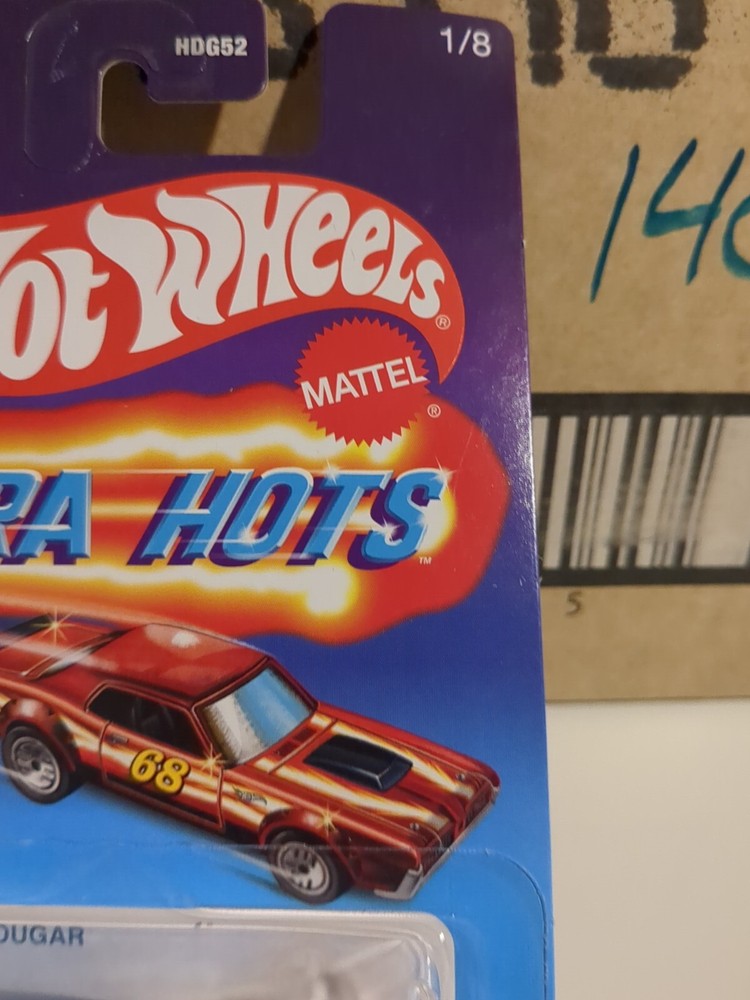 HDG52
1/8
ot Wheels®
MATTEL
®
RA HOTS
™
68
OUGAR
14
5